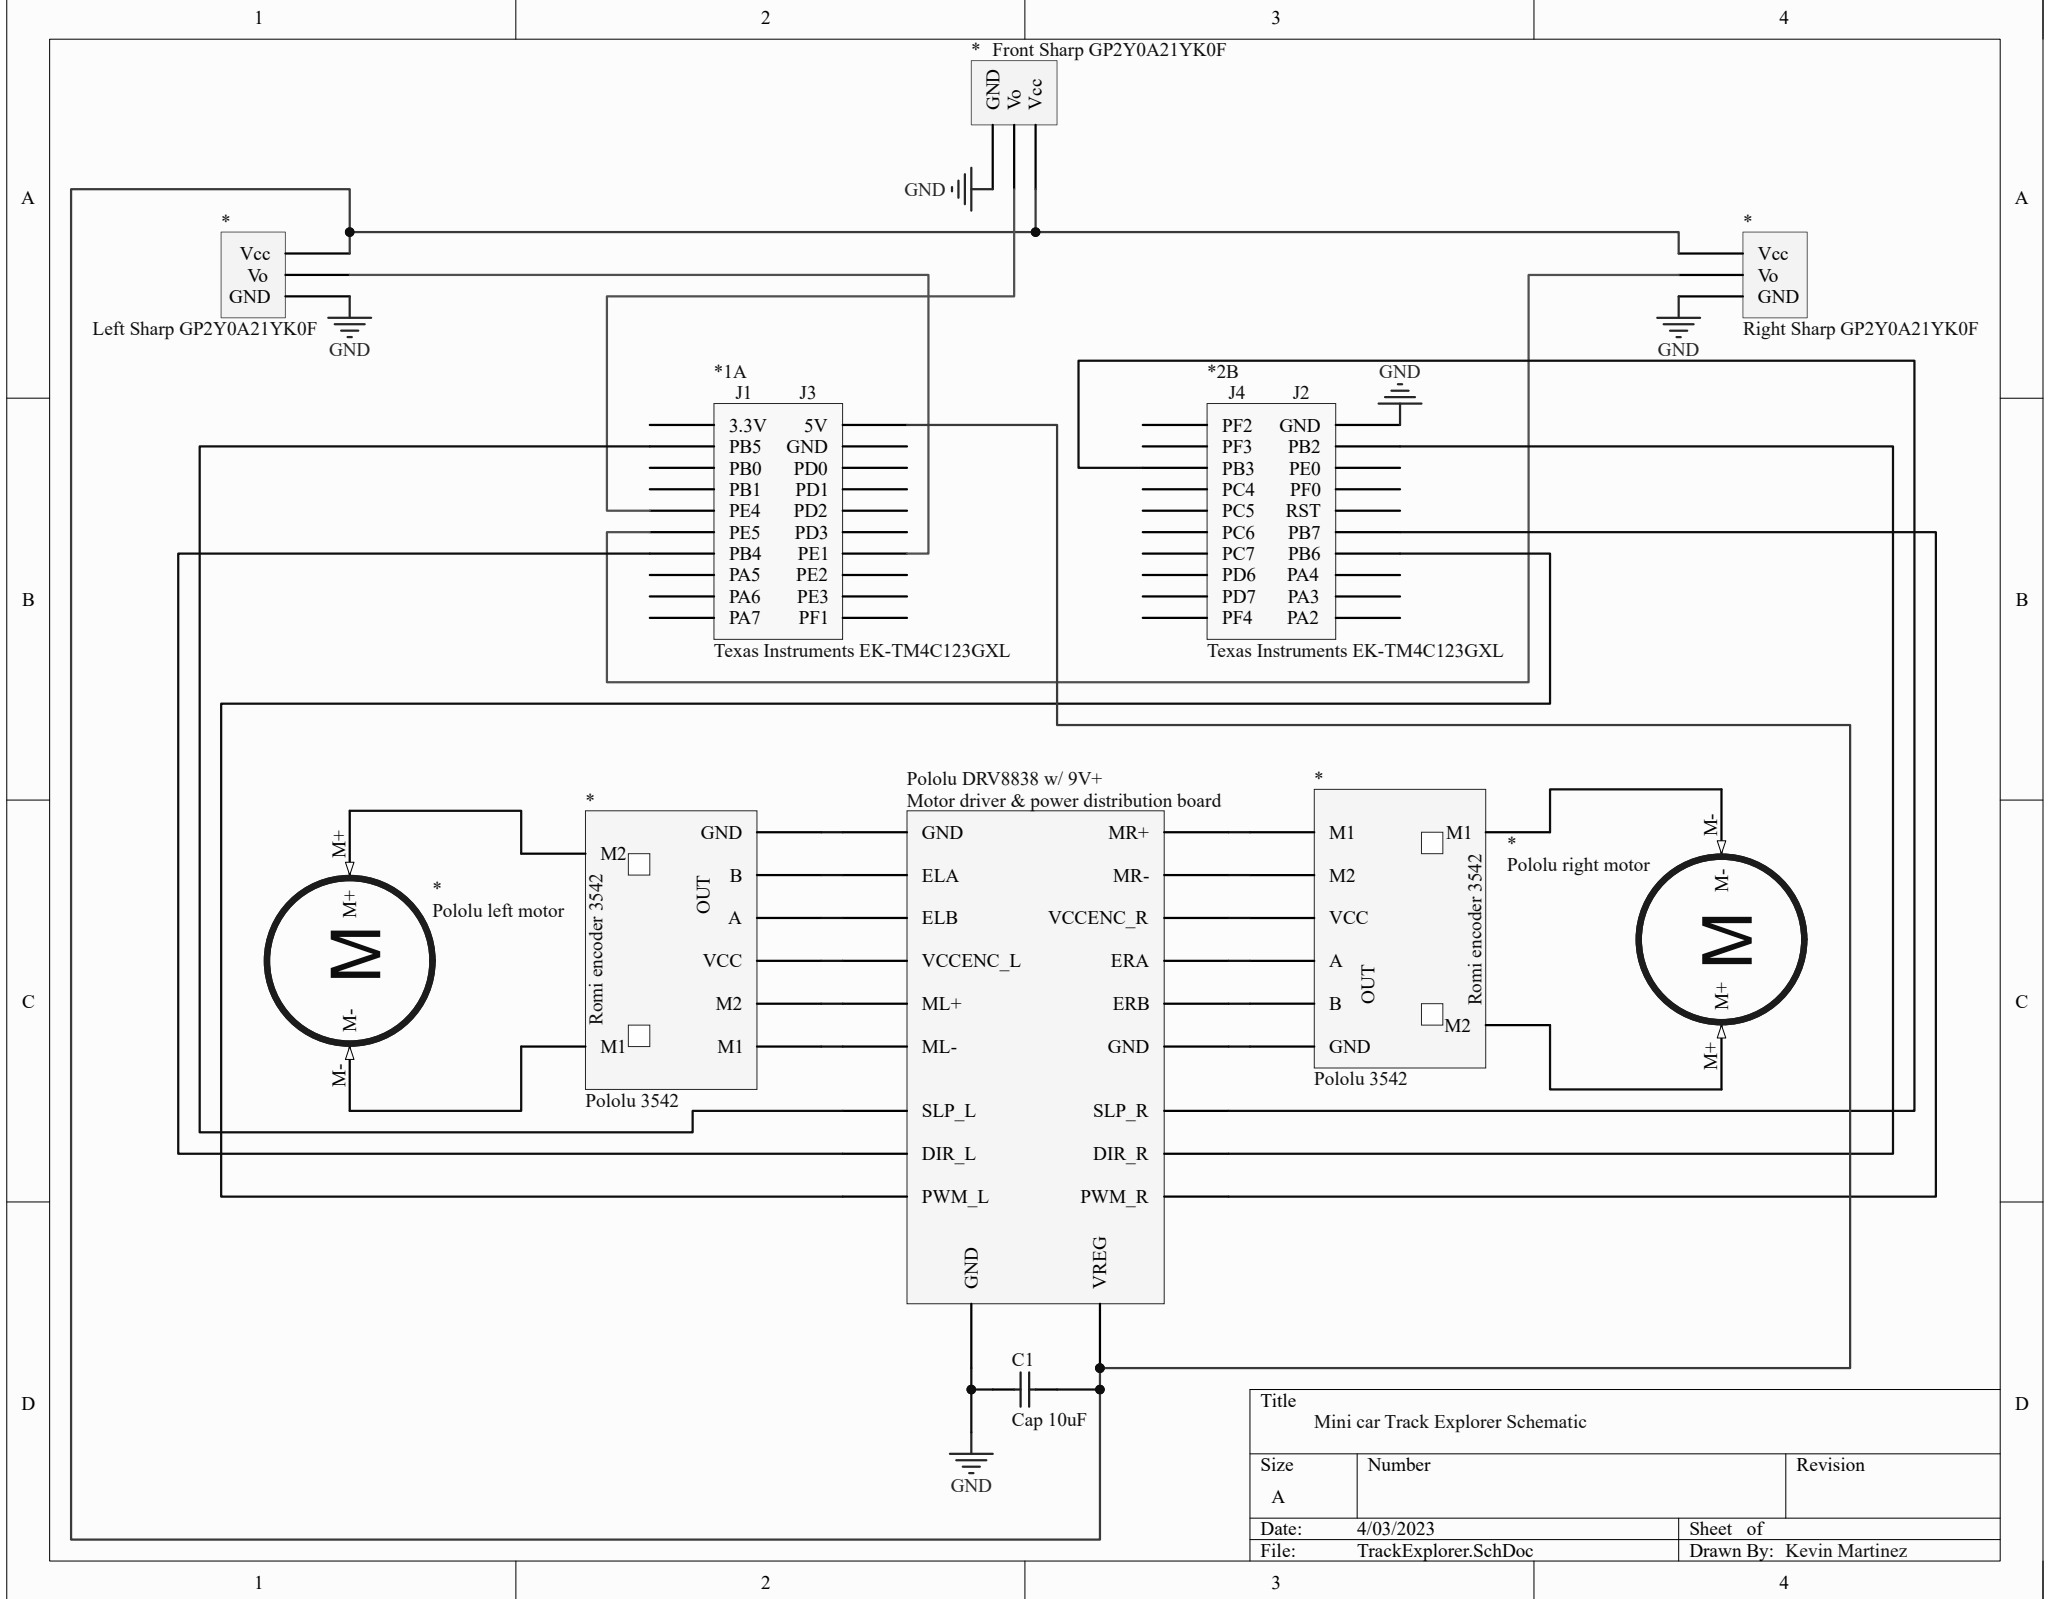 1 2 3 4
* Front Sharp GP2Y0A21YK0F
GND Vo Vcc
GND
A A
*
Vcc
Vo
GND
Left Sharp GP2Y0A21YK0F
GND
*
Vcc
Vo
GND
Right Sharp GP2Y0A21YK0F
GND
*1A
J1 J3
3.3V 5V
PB5 GND
PB0 PD0
PB1 PD1
PE4 PD2
PE5 PD3
PB4 PE1
PA5 PE2
PA6 PE3
PA7 PF1
Texas Instruments EK-TM4C123GXL
*2B
J4 J2
GND
PF2 GND
PF3 PB2
PB3 PE0
PC4 PF0
PC5 RST
PC6 PB7
PC7 PB6
PD6 PA4
PD7 PA3
PF4 PA2
Texas Instruments EK-TM4C123GXL
B B
M+
M+
M
M-
M-
*
Pololu left motor
*
M2
Romi encoder 3542
M1
OUT
GND
B
A
VCC
M2
M1
Pololu 3542
Pololu DRV8838 w/ 9V+
Motor driver & power distribution board
GND MR+
ELA MR-
ELB VCCENC_R
VCCENC_L ERA
ML+ ERB
ML- GND
SLP_L SLP_R
DIR_L DIR_R
PWM_L PWM_R
GND VREG
*
M1 M1
M2
VCC
A
B
GND
OUT
Romi encoder 3542
M2
Pololu 3542
*
Pololu right motor
M-
M-
M
M+
M+
C C
C1
Cap 10uF
GND
D D
Title
Mini car Track Explorer Schematic
Size Number Revision
A
Date: 4/03/2023 Sheet of
File: TrackExplorer.SchDoc Drawn By: Kevin Martinez
1 2 3 4